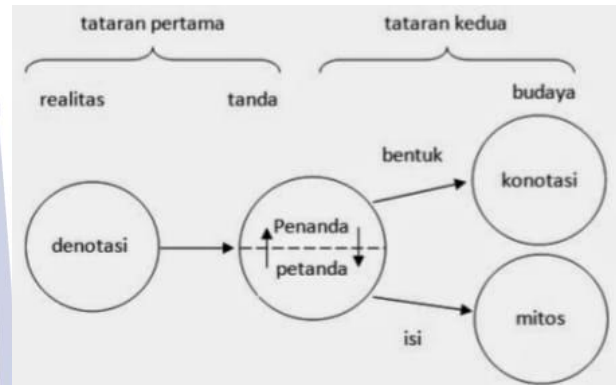 tataran pertama
tataran kedua
realitas
tanda
budaya
bentuk
konotasi
denotasi
Penanda
petanda
isi
mitos